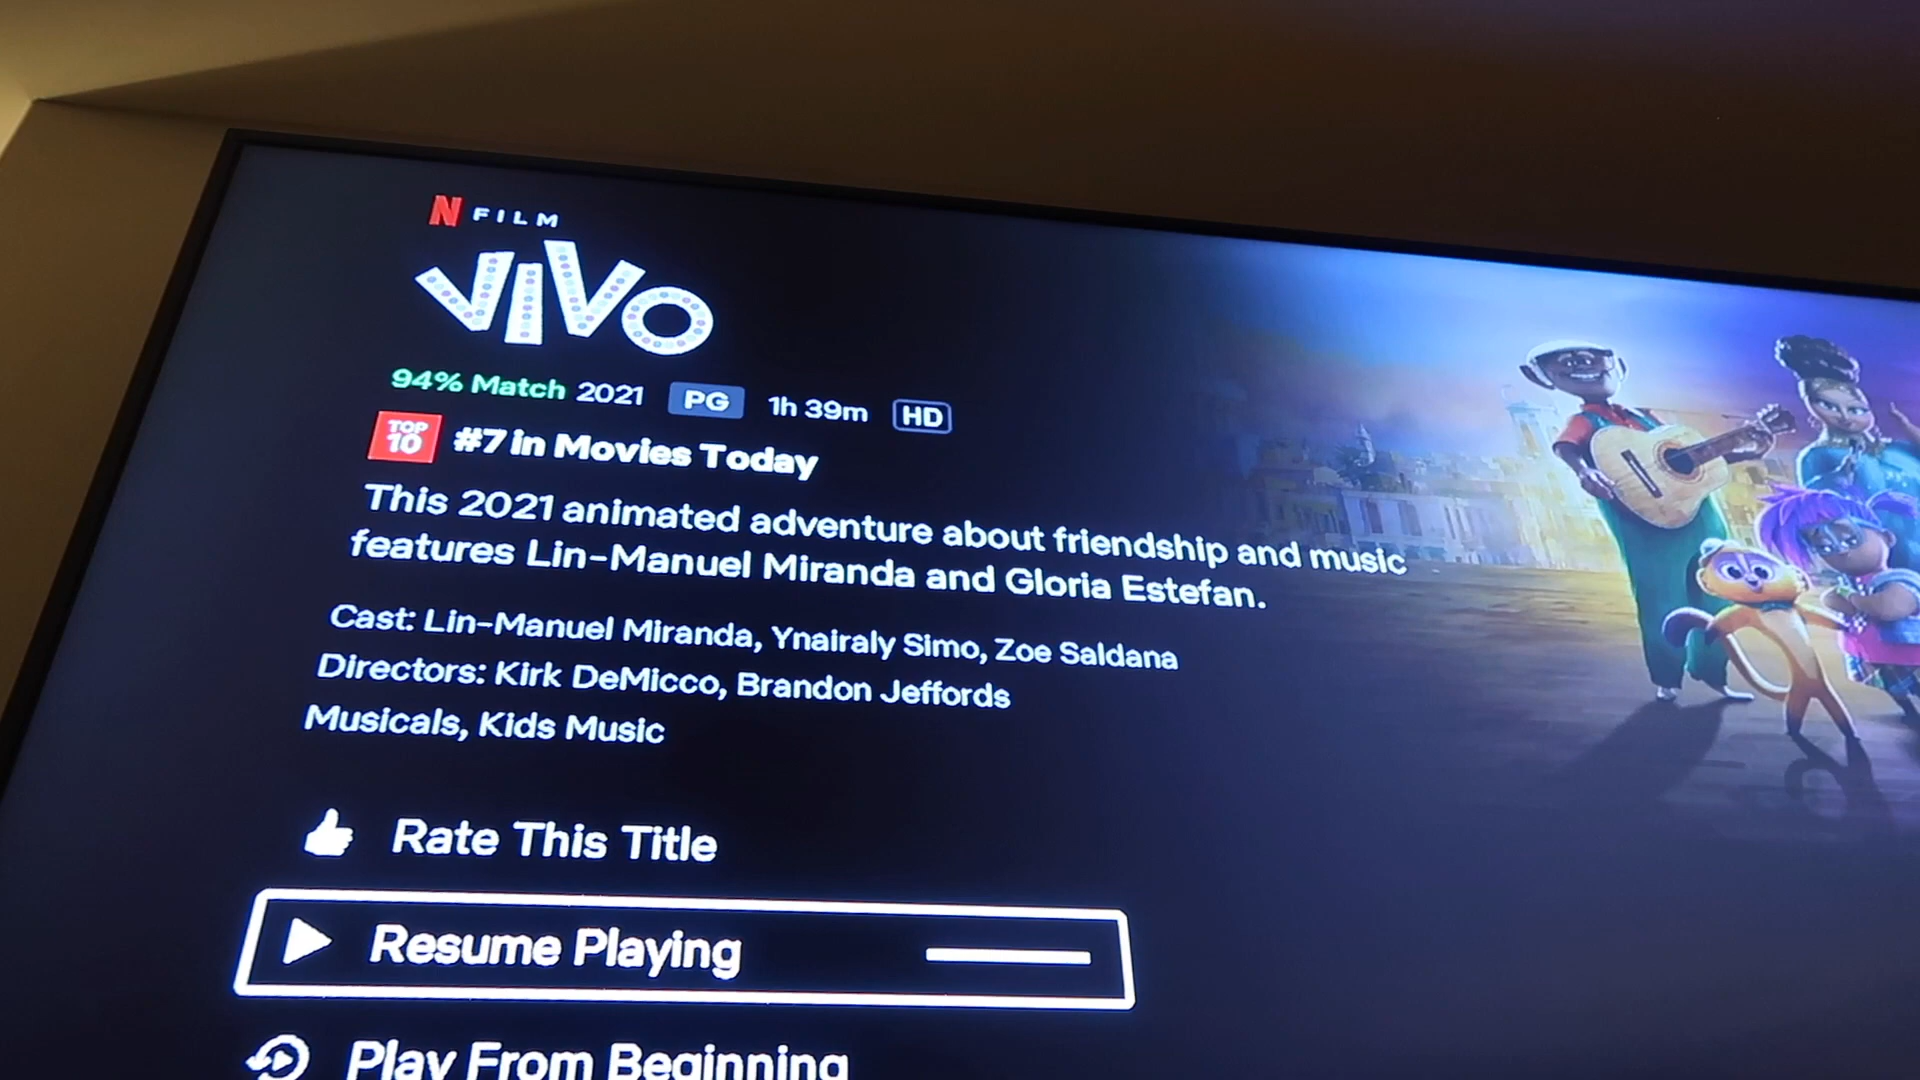 N FILM
VIVO
94% Match 2021 PG 1h 39m HD
TOP 10 #7 in Movies Today
This 2021 animated adventure about friendship and music
features Lin-Manuel Miranda and Gloria Estefan.
Cast: Lin-Manuel Miranda, Ynairaly Simo, Zoe Saldana
Directors: Kirk DeMicco, Brandon Jeffords
Musicals, Kids Music
Rate This Title
Resume Playing
Play From Beginning